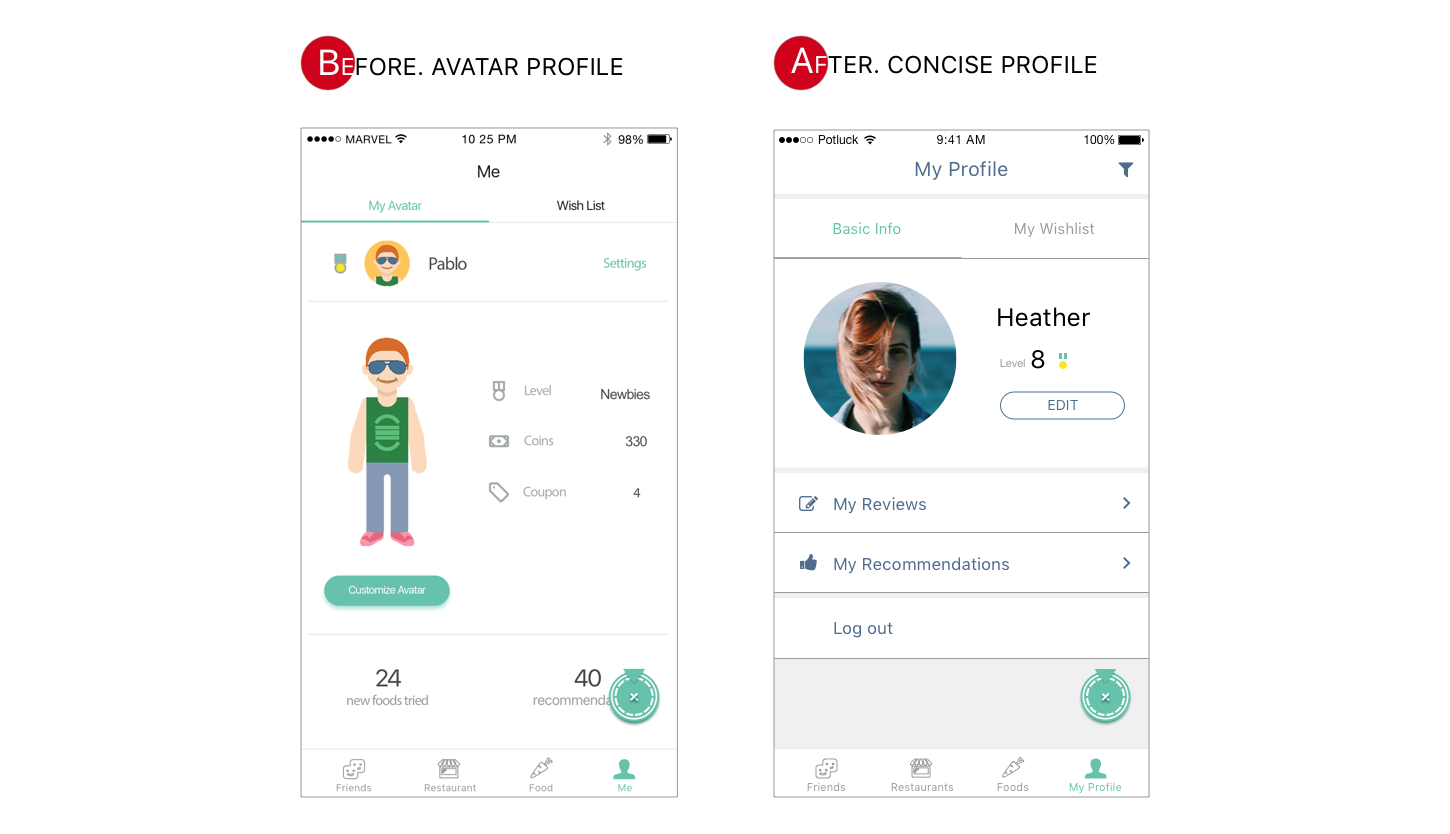 BEFORE. AVATAR PROFILE
MARVEL 10 25 PM 98%
Me
My Avatar Wish List
Pablo Settings
Level Newbies
Coins 330
Coupon 4
Customize Avatar
24 40
new foods tried recommenda
Friends Restaurant Food Me
AFTER. CONCISE PROFILE
Potluck 9:41 AM 100%
My Profile
Basic Info My Wishlist
Heather
Level 8
EDIT
My Reviews
My Recommendations
Log out
Friends Restaurants Foods My Profile